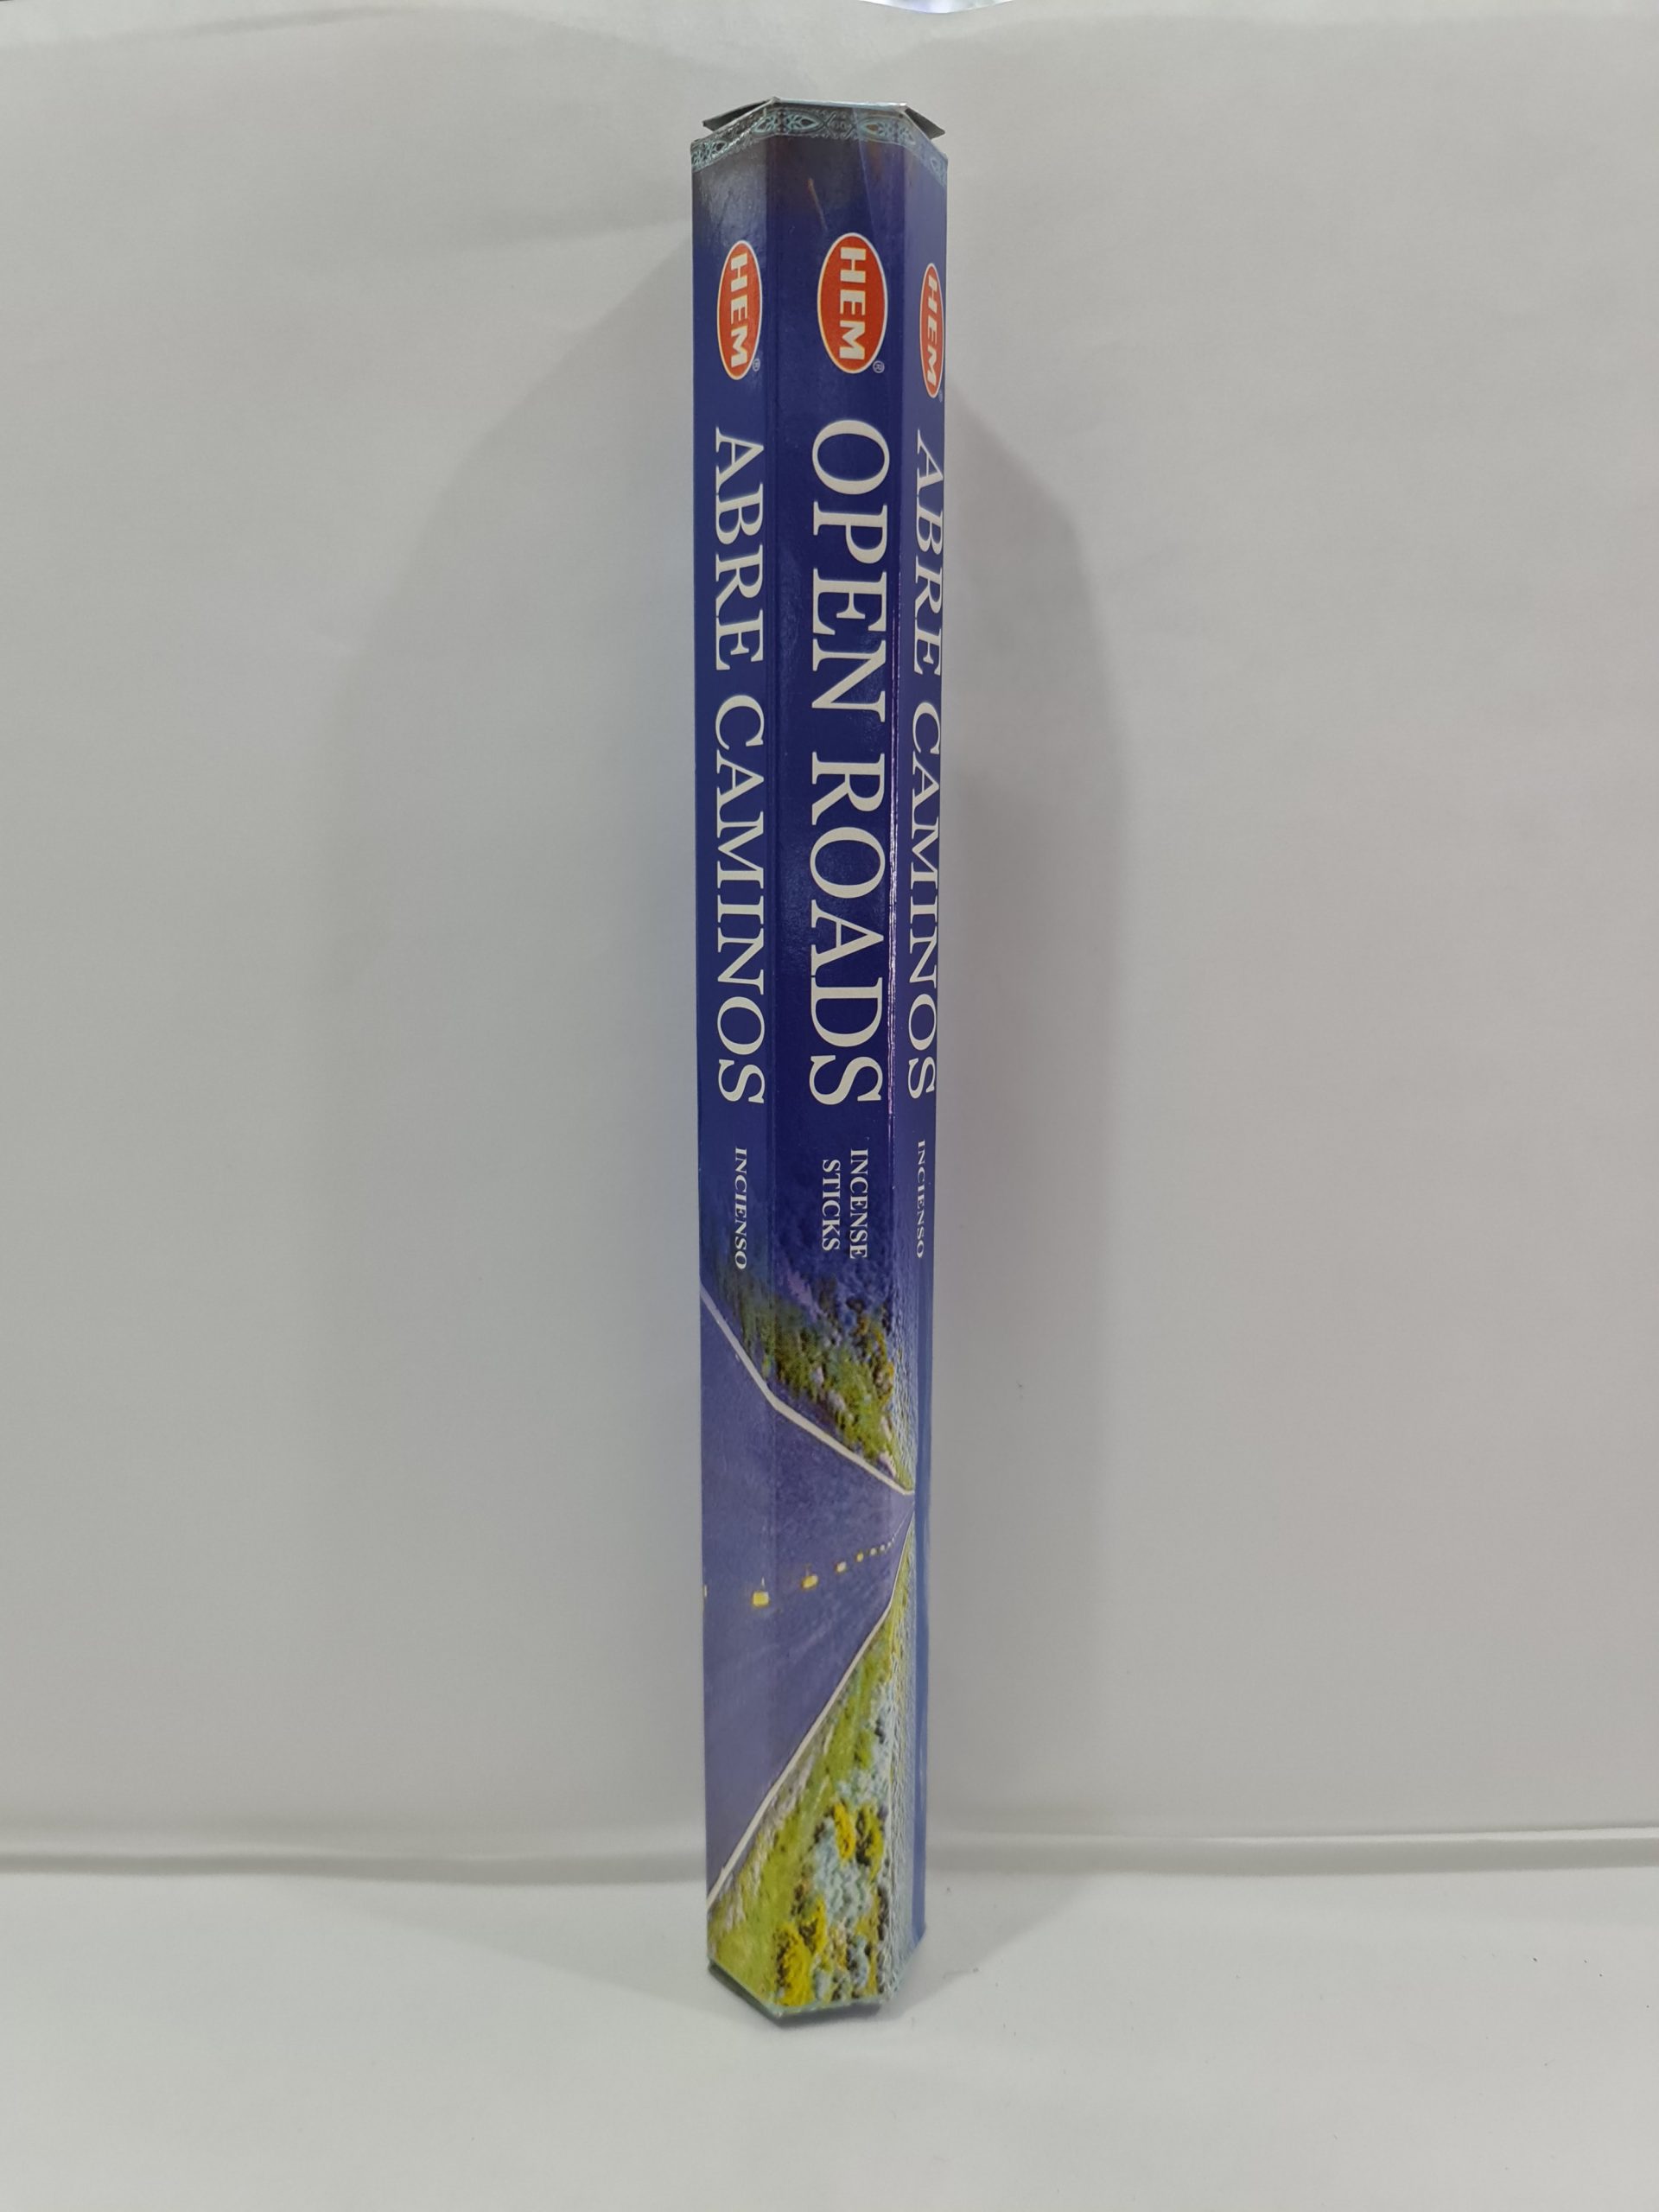 HEM®
ABRE CAMINOS
INCIENSO
HEM®
OPEN ROADS
INCENSE
STICKS
HEM®
ABRE CAMINOS
INCIENSO